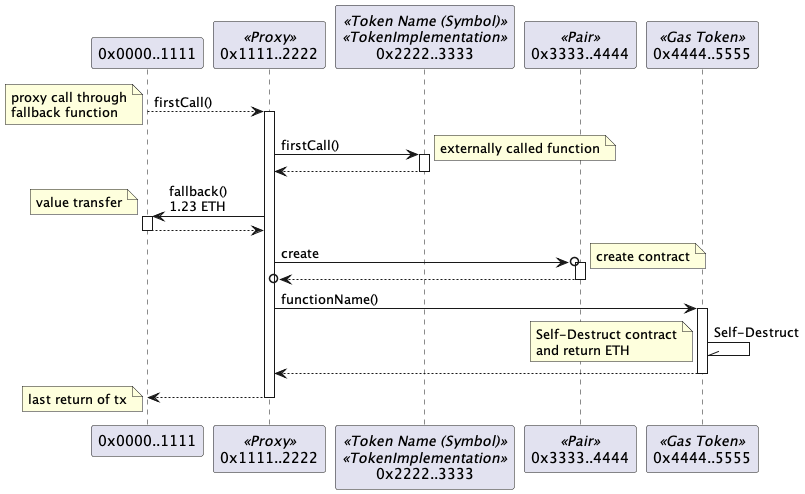 0x0000..1111
«Proxy»
0x1111..2222
«Token Name (Symbol)»
«TokenImplementation»
0x2222..3333
«Pair»
0x3333..4444
«Gas Token»
0x4444..5555
proxy call through
fallback function
firstCall()
firstCall()
externally called function
value transfer
fallback()
1.23 ETH
create
create contract
functionName()
Self-Destruct contract
and return ETH
Self-Destruct
last return of tx
0x0000..1111
«Proxy»
0x1111..2222
«Token Name (Symbol)»
«TokenImplementation»
0x2222..3333
«Pair»
0x3333..4444
«Gas Token»
0x4444..5555